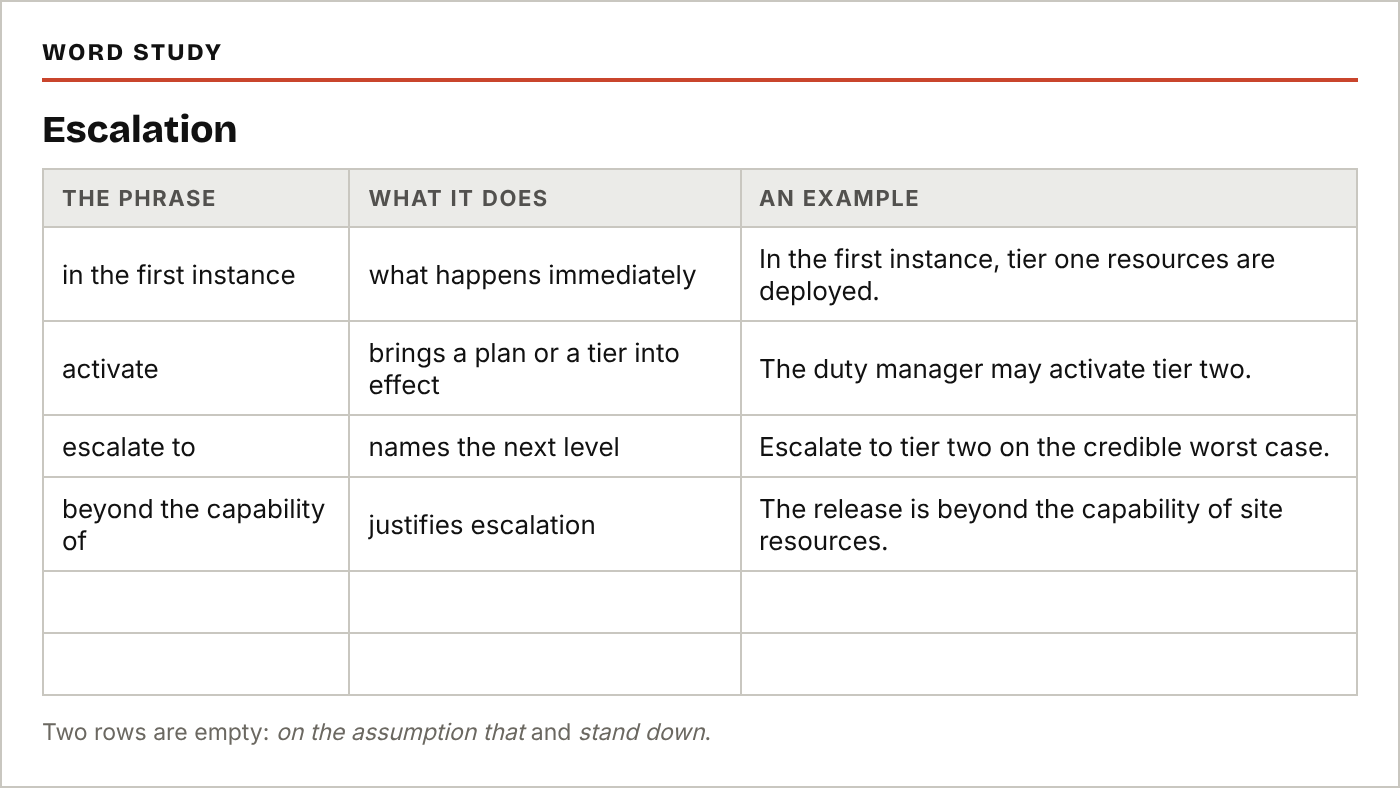 WORD STUDY
Escalation
THE PHRASE
WHAT IT DOES
AN EXAMPLE
in the first instance
what happens immediately
In the first instance, tier one resources are
deployed.
activate
brings a plan or a tier into
effect
The duty manager may activate tier two.
escalate to
names the next level
Escalate to tier two on the credible worst case.
beyond the capability
of
justifies escalation
The release is beyond the capability of site
resources.
Two rows are empty: on the assumption that and stand down.